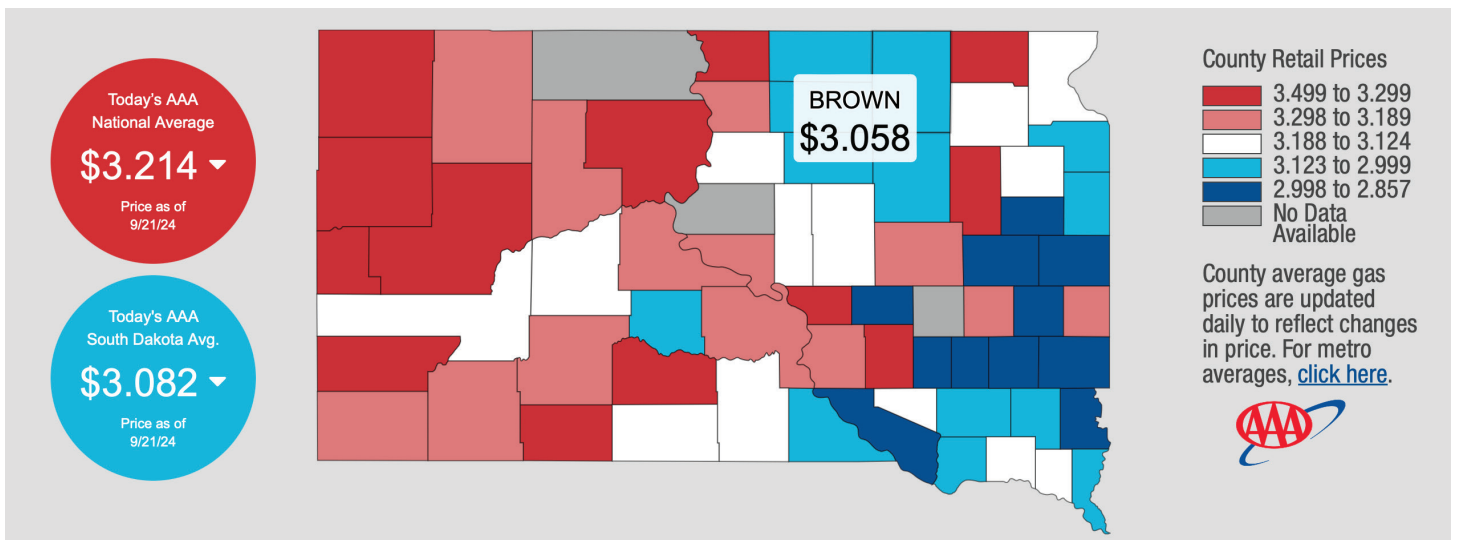 Today's AAA
National Average
$3.214
Price as of
9/21/24
Today's AAA
South Dakota Avg.
$3.082
Price as of
9/21/24
BROWN
$3.058
County Retail Prices
3.499 to 3.299
3.298 to 3.189
3.188 to 3.124
3.123 to 2.999
2.998 to 2.857
No Data
Available
County average gas
prices are updated
daily to reflect changes
in price. For metro
averages, click here.
AAA